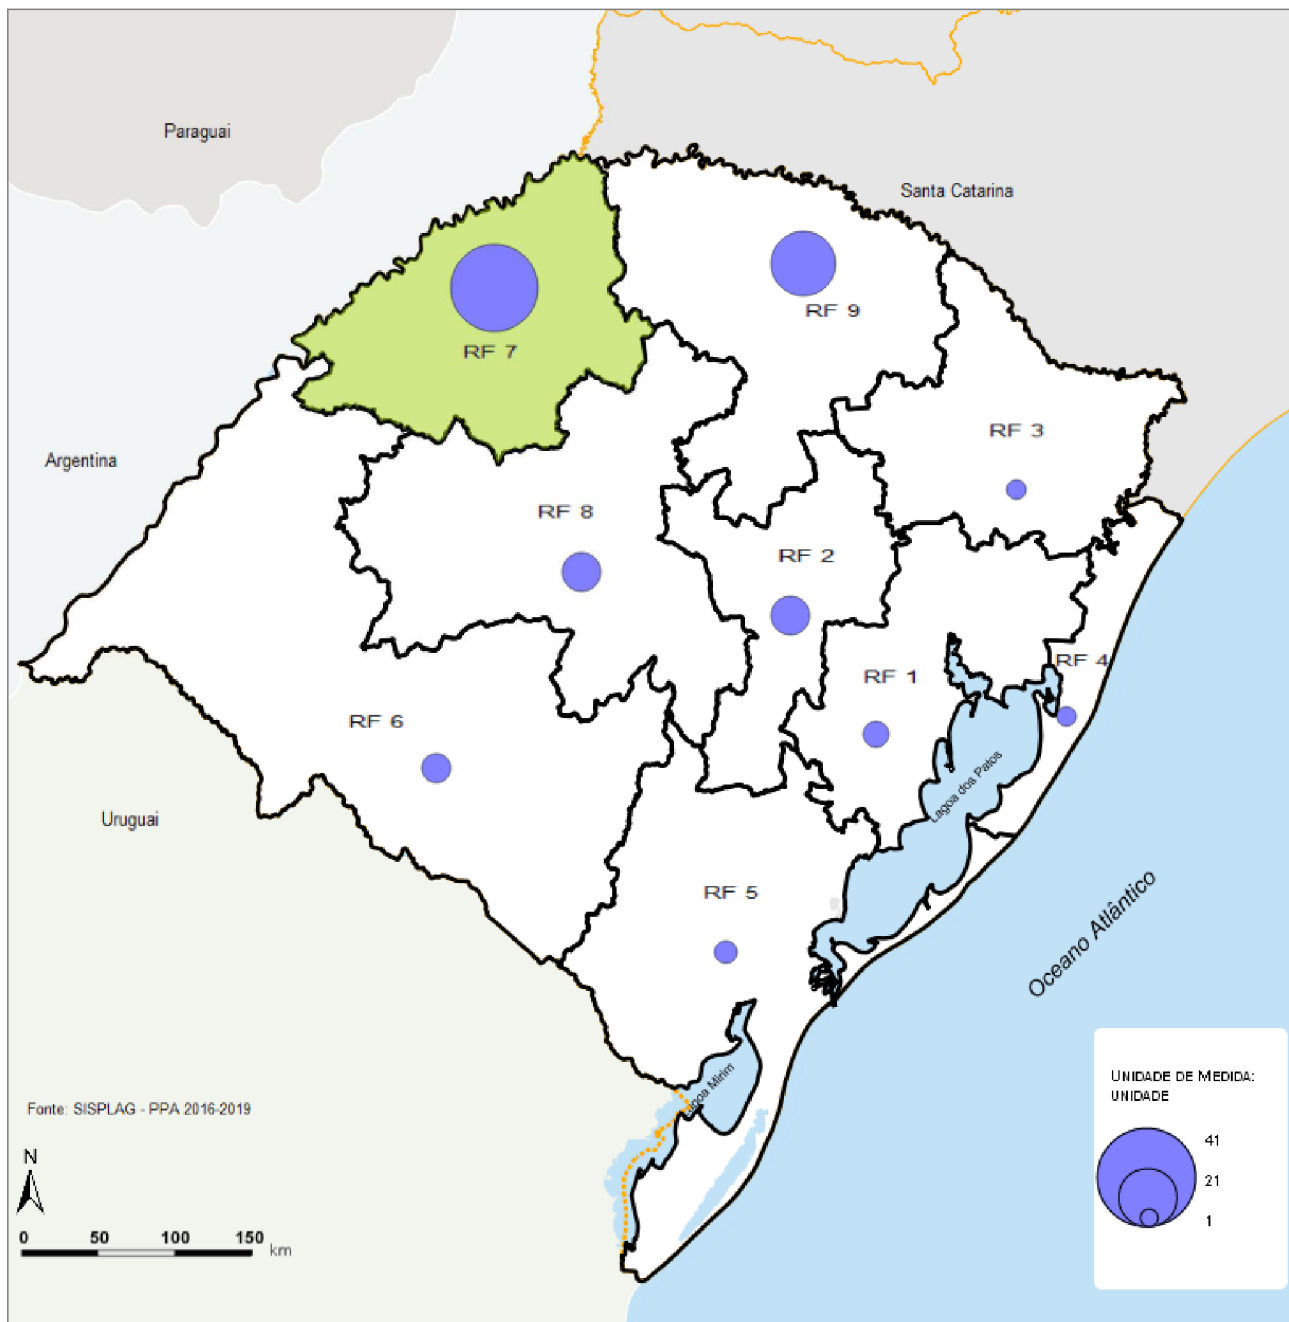 Paraguai
Santa Catarina
RF 9
RF 7
RF 3
Argentina
RF 8
RF 2
RF 4
RF 1
RF 6
Lagoa dos Patos
Uruguai
RF 5
Oceano Atlântico
Lagoa Mirim
UNIDADE DE MEDIDA:
UNIDADE
41
21
1
Fonte: SISPLAG - PPA 2016-2019
N
0 50 100 150 km